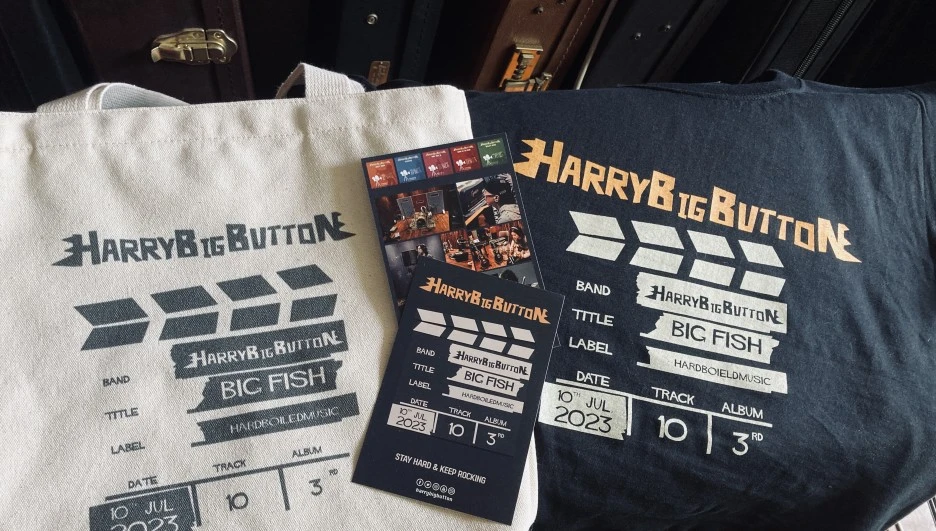 HARRYBIGBUTTON
BAND
HARRYBIGBUTTON
TITLE
BIG FISH
LABEL
HARDBOILEDMUSIC
DATE
TRACK
ALBUM
10 JUL
2023
10
3RD
HARRYBIGBUTTON
BAND
HARRYBIGBUTTON
TITLE
BIG FISH
LABEL
HARDBOILEDMUSIC
DATE
TRACK
ALBUM
10TH JUL
2023
10
3RD
STAY HARD & KEEP ROCKING
harrybigbutton
HARRYBIGBUTTON
BAND
HARRYBIGBUTTON
TITLE
BIG FISH
LABEL
HARDBOIELDMUSIC
DATE
TRACK
ALBUM
10TH JUL
2023
10
3RD